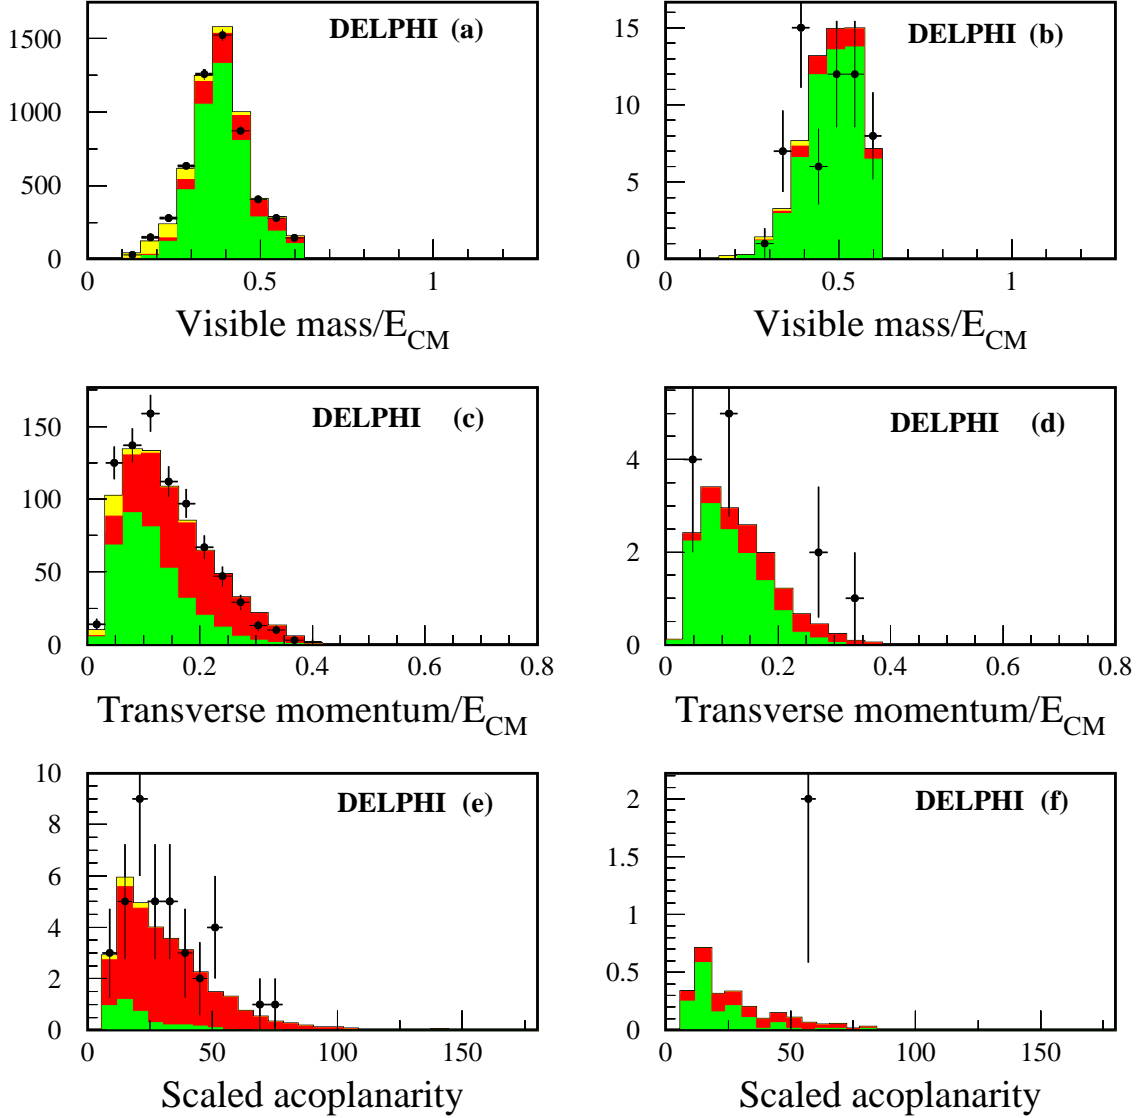 DELPHI (a)
1500
1000
500
0
0 0.5 1
Visible mass/E_CM
DELPHI (b)
15
10
5
0
0 0.5 1
Visible mass/E_CM
DELPHI (c)
150
100
50
0
0 0.2 0.4 0.6 0.8
Transverse momentum/E_CM
DELPHI (d)
4
2
0
0 0.2 0.4 0.6 0.8
Transverse momentum/E_CM
DELPHI (e)
10
8
6
4
2
0
0 50 100 150
Scaled acoplanarity
DELPHI (f)
2
1.5
1
0.5
0
0 50 100 150
Scaled acoplanarity